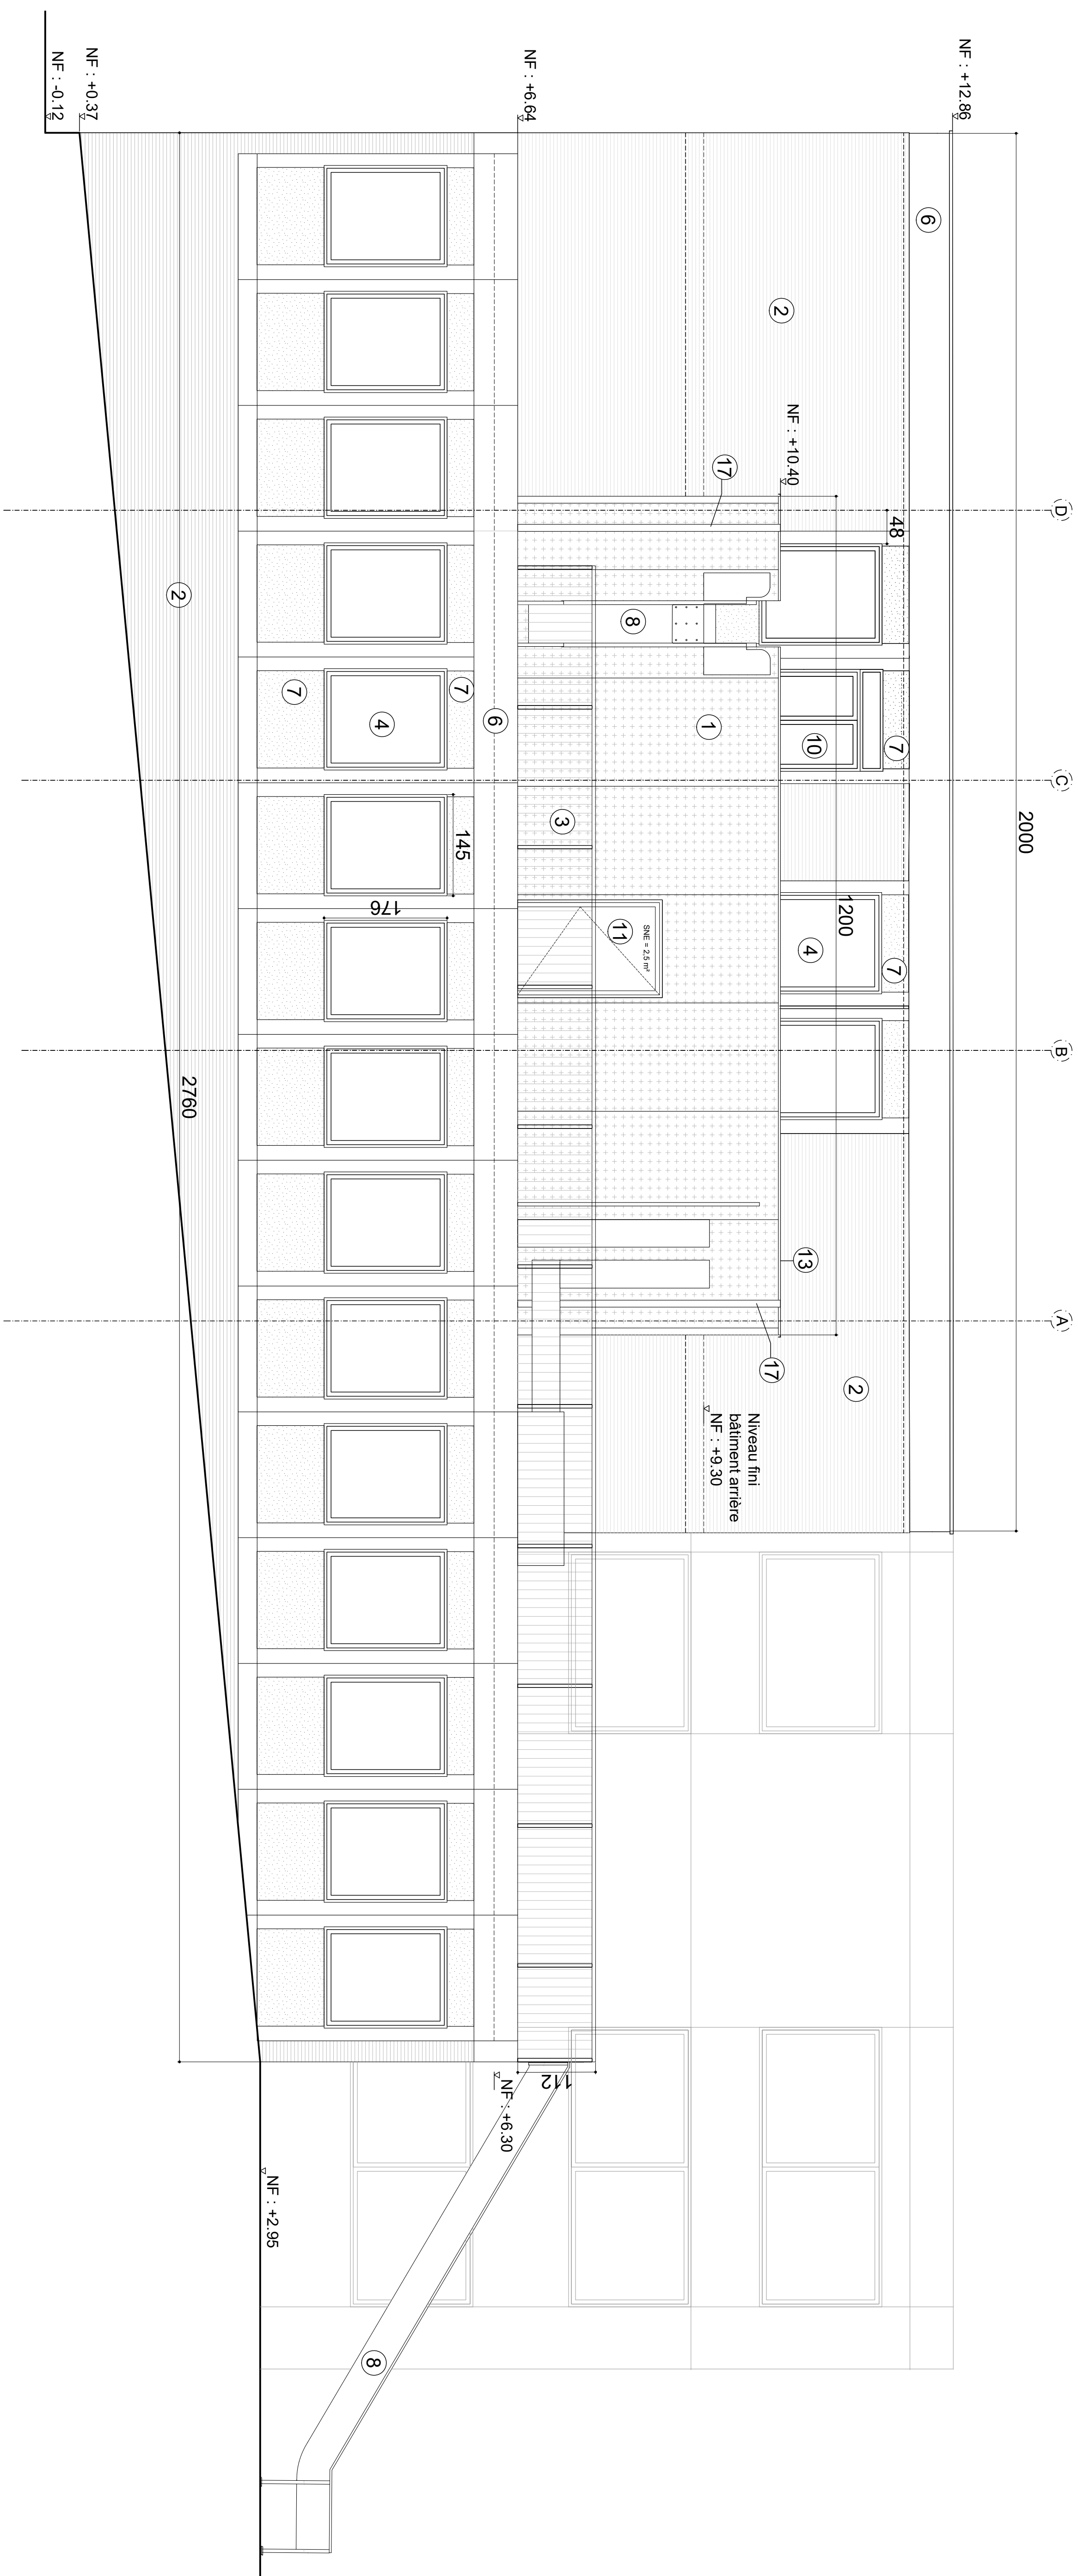 D
C
B
A
2000
NF : +12.86
6
48
7
7
2
1200
10
4
13
2
NF : +10.40
17
17
Niveau fini
bâtiment arrière
NF : +9.30
1
8
SNE = 2.5 m²
11
3
NF : +6.64
112
NF : +6.30
6
7
145
4
176
7
8
NF : +2.95
2
2760
NF : +0.37
NF : -0.12